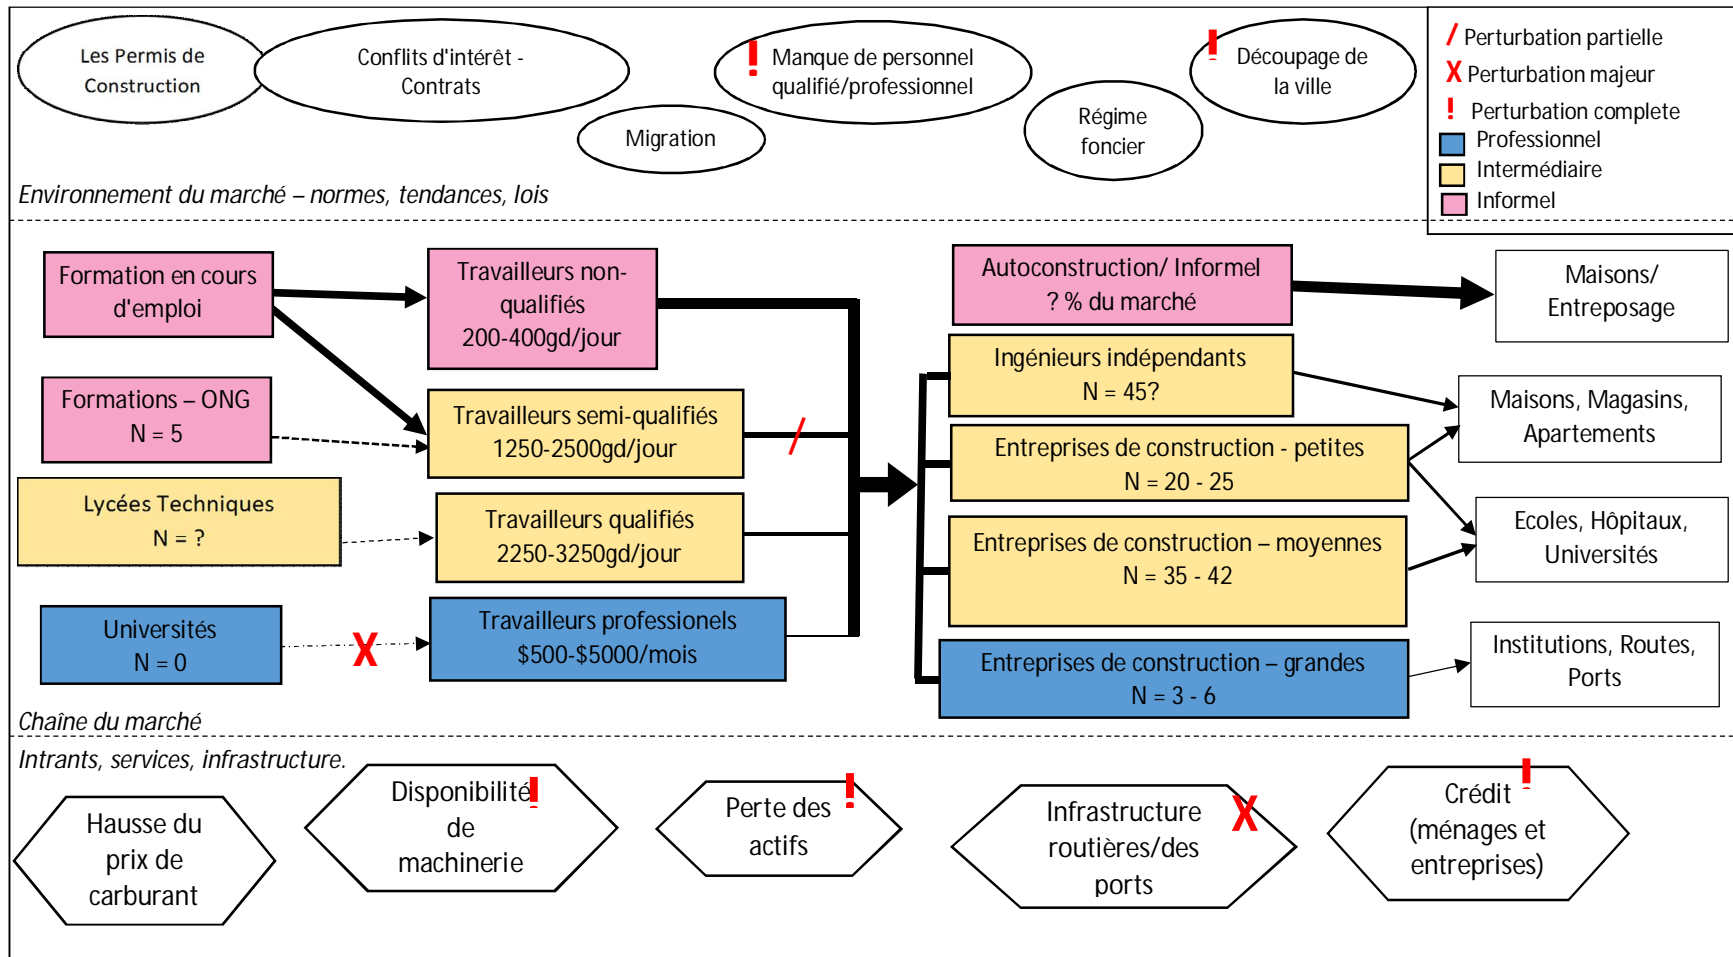 Les Permis de
Construction
Conflits d'intérêt -
Contrats
Migration
! Manque de personnel
qualifié/professionnel
Régime
foncier
! Découpage de
la ville
/ Perturbation partielle
X Perturbation majeur
! Perturbation complete
Professionnel
Intermédiaire
Informel
Environnement du marché – normes, tendances, lois
Formation en cours
d'emploi
Formations – ONG
N = 5
Lycées Techniques
N = ?
Universités
N = 0
X
Travailleurs non-
qualifiés
200-400gd/jour
Travailleurs semi-qualifiés
1250-2500gd/jour
/
Travailleurs qualifiés
2250-3250gd/jour
Travailleurs professionels
$500-$5000/mois
Autoconstruction/ Informel
? % du marché
Ingénieurs indépendants
N = 45?
Entreprises de construction - petites
N = 20 - 25
Entreprises de construction – moyennes
N = 35 - 42
Entreprises de construction – grandes
N = 3 - 6
Maisons/
Entreposage
Maisons, Magasins,
Apartements
Ecoles, Hôpitaux,
Universités
Institutions, Routes,
Ports
Chaîne du marché
Intrants, services, infrastructure.
Hausse du
prix de
carburant
Disponibilité !
de
machinerie
!
Perte des
actifs
X
Infrastructure
routières/des
ports
!
Crédit
(ménages et
entreprises)